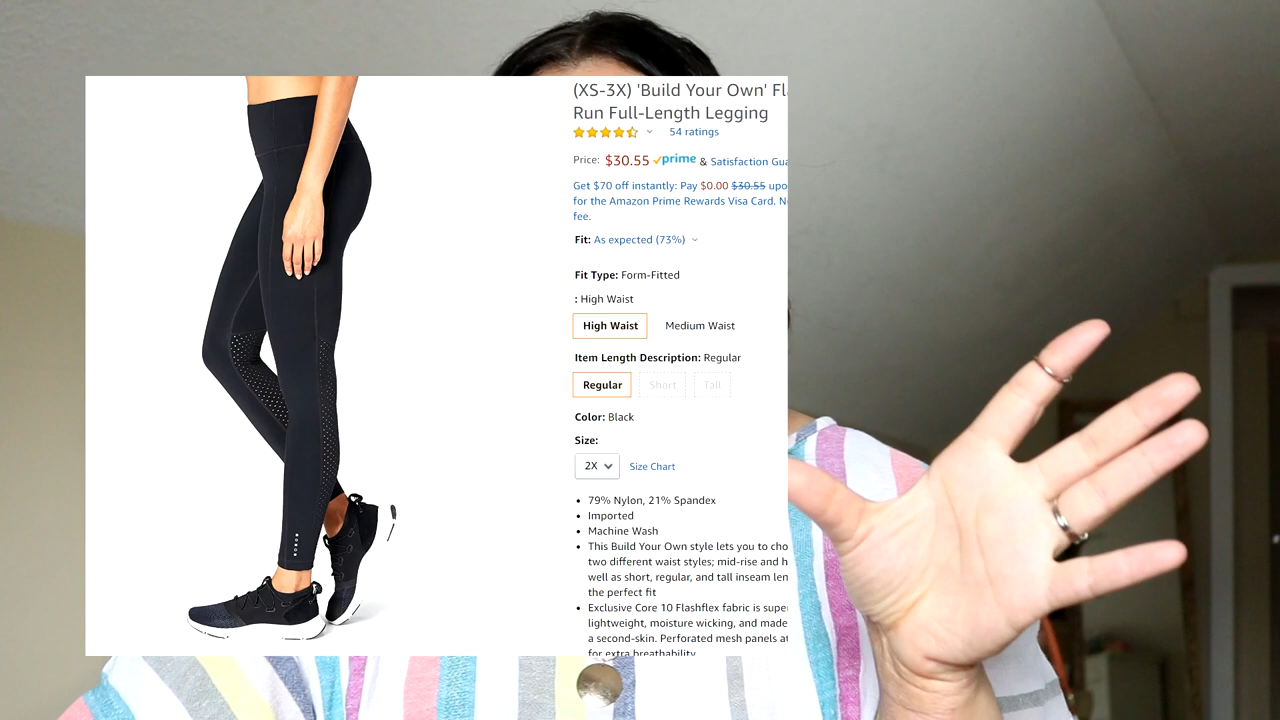 (XS-3X) 'Build Your Own' Fl
Run Full-Length Legging
54 ratings
Price: $30.55 prime & Satisfaction Gua
Get $70 off instantly: Pay $0.00 $30.55 upo
for the Amazon Prime Rewards Visa Card. N
fee.
Fit: As expected (73%)
Fit Type: Form-Fitted
: High Waist
High Waist Medium Waist
Item Length Description: Regular
Regular Short Tall
Color: Black
Size:
2X Size Chart
• 79% Nylon, 21% Spandex
• Imported
• Machine Wash
• This Build Your Own style lets you to cho
two different waist styles; mid-rise and h
well as short, regular, and tall inseam len
the perfect fit
• Exclusive Core 10 Flashflex fabric is supe
lightweight, moisture wicking, and made
a second-skin. Perforated mesh panels at
for extra breathability